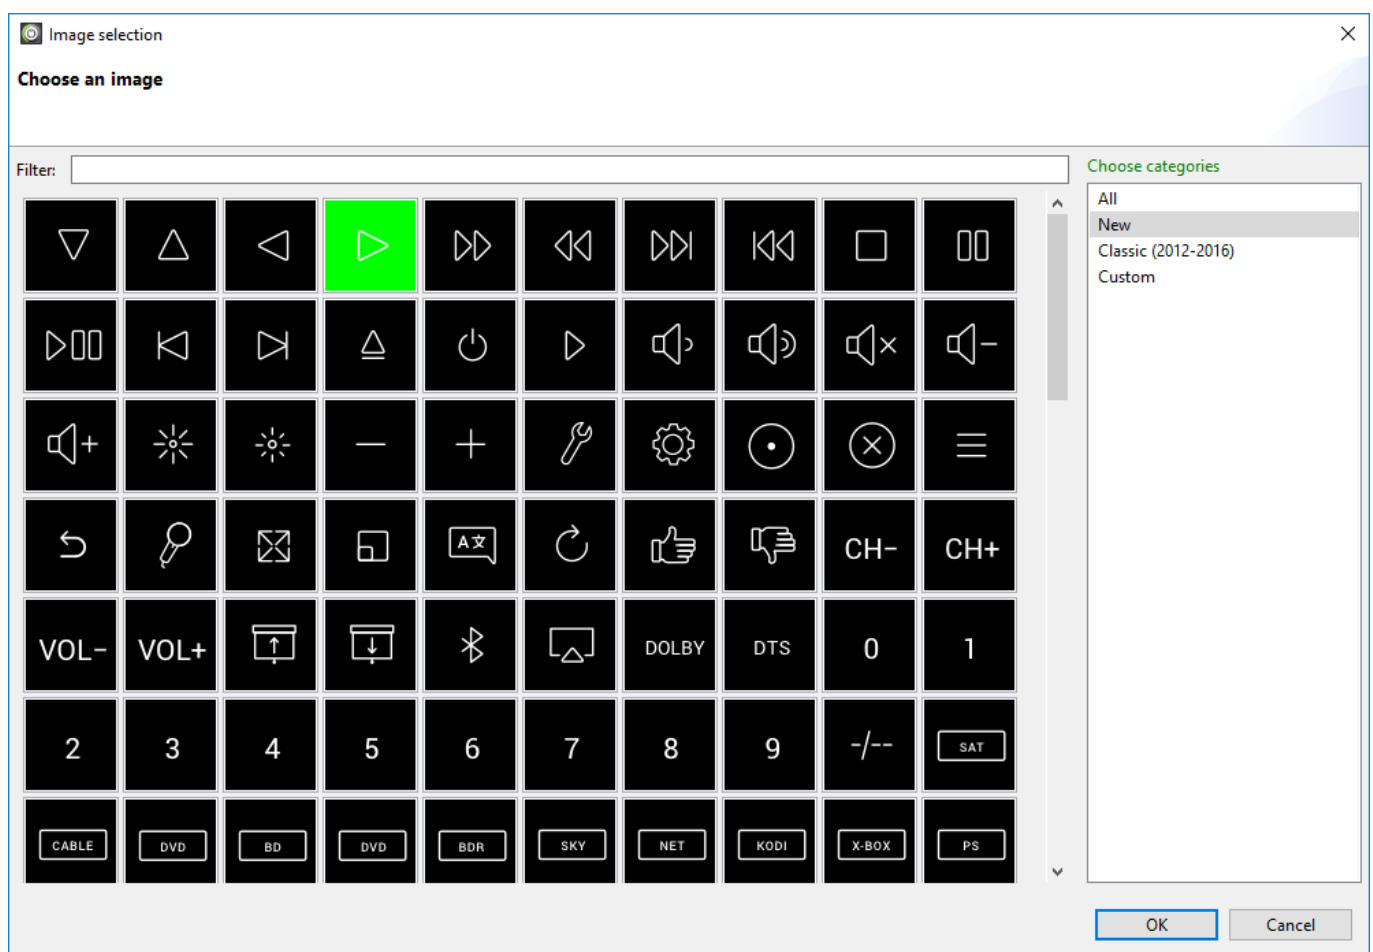 Image selection
Choose an image
Filter:
Choose categories
All
New
Classic (2012-2016)
Custom
A文
CH−
CH+
VOL−
VOL+
DOLBY
DTS
0
1
2
3
4
5
6
7
8
9
-/--
SAT
CABLE
DVD
BD
DVD
BDR
SKY
NET
KODI
X-BOX
PS
OK
Cancel